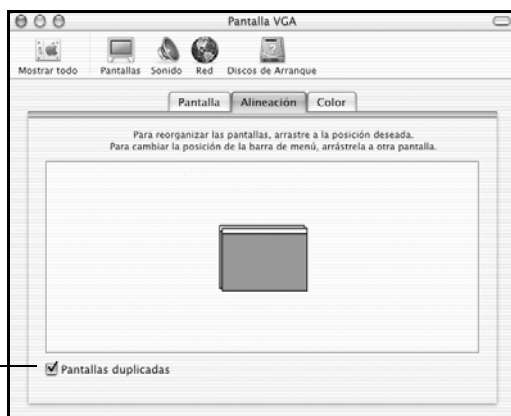 Pantalla VGA
Mostrar todo Pantallas Sonido Red Discos de Arranque
Pantalla Alineación Color
Para reorganizar las pantallas, arrastre a la posición deseada.
Para cambiar la posición de la barra de menú, arrástrela a otra pantalla.
Pantallas duplicadas